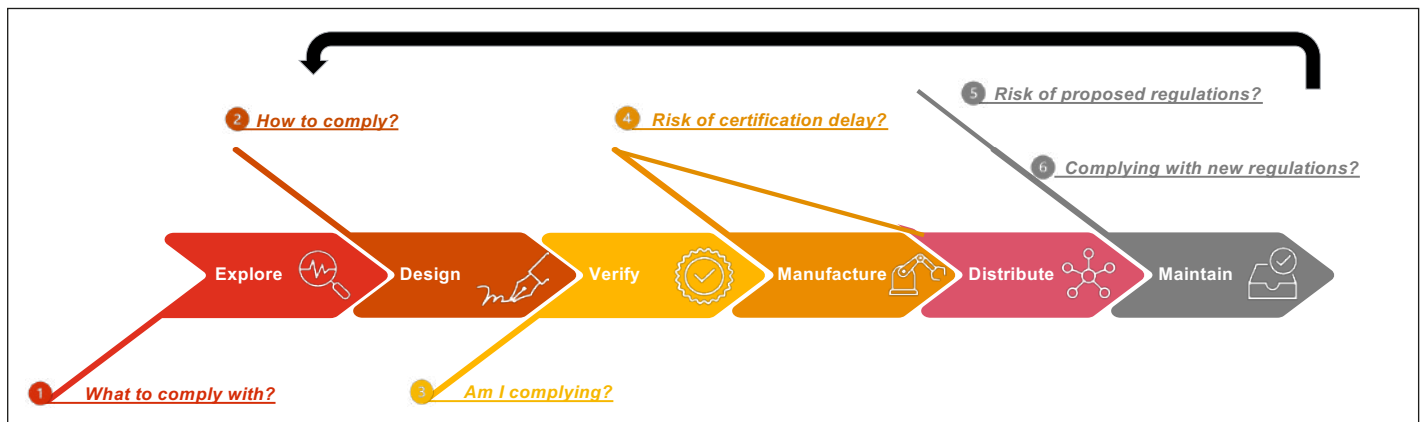 5 Risk of proposed regulations?
2 How to comply?
4 Risk of certification delay?
6 Complying with new regulations?
Explore
Design
Verify
Manufacture
Distribute
Maintain
1 What to comply with?
3 Am I complying?